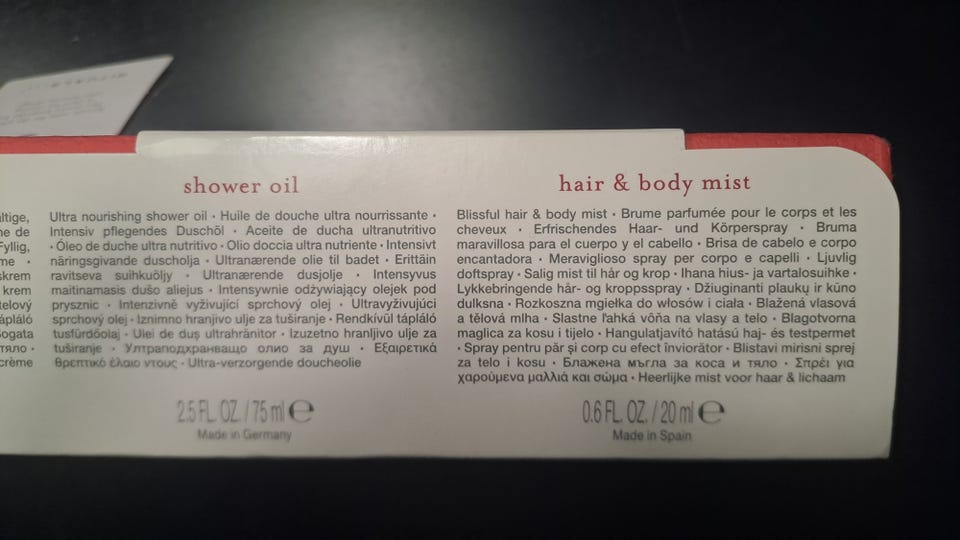 shower oil
Ultra nourishing shower oil · Huile de douche ultra nourrissante ·
Intensiv pflegendes Duschöl · Aceite de ducha ultranutritivo
· Óleo de duche ultra nutritivo · Olio doccia ultra nutriente · Intensivt
näringsgivande duscholja · Ultranærende olie til badet · Erittäin
ravitseva suihkuöljy · Ultranærende dusjolje · Intensyvus
maitinamasis dušo aliejus · Intensywnie odżywiający olejek pod
prysznic · Intenzivně vyživující sprchový olej · Ultravyživujúci
sprchový olej · Iznimno hranjivo ulje za tuširanje · Rendkívül tápláló
tusfürdőolaj · Ulei de duș ultrahrănitor · Izuzetno hranljivo ulje za
tuširanje · Ултраподхранващо олио за душ · Εξαιρετικά
θρεπτικό έλαιο ντους · Ultra-verzorgende doucheolie
2.5 FL. OZ. / 75 ml ℮
Made in Germany
hair & body mist
Blissful hair & body mist · Brume parfumée pour le corps et les
cheveux · Erfrischendes Haar- und Körperspray · Bruma
maravillosa para el cuerpo y el cabello · Brisa de cabelo e corpo
encantadora · Meraviglioso spray per corpo e capelli · Ljuvlig
doftspray · Salig mist til hår og krop · Ihana hius- ja vartalosuihke ·
Lykkebringende hår- og kroppsspray · Džiuginanti plaukų ir kūno
dulksna · Rozkoszna mgiełka do włosów i ciała · Blažená vlasová
a tělová mlha · Slastne ľahká vôňa na vlasy a telo · Blagotvorna
maglica za kosu i tijelo · Hangulatjavító hatású haj- és testpermet
· Spray pentru păr și corp cu efect înviorător · Blistavi mirisni sprej
za telo i kosu · Блажена мъгла за коса и тяло · Σπρέι για
χαρούμενα μαλλιά και σώμα · Heerlijke mist voor haar & lichaam
0.6 FL. OZ. / 20 ml ℮
Made in Spain